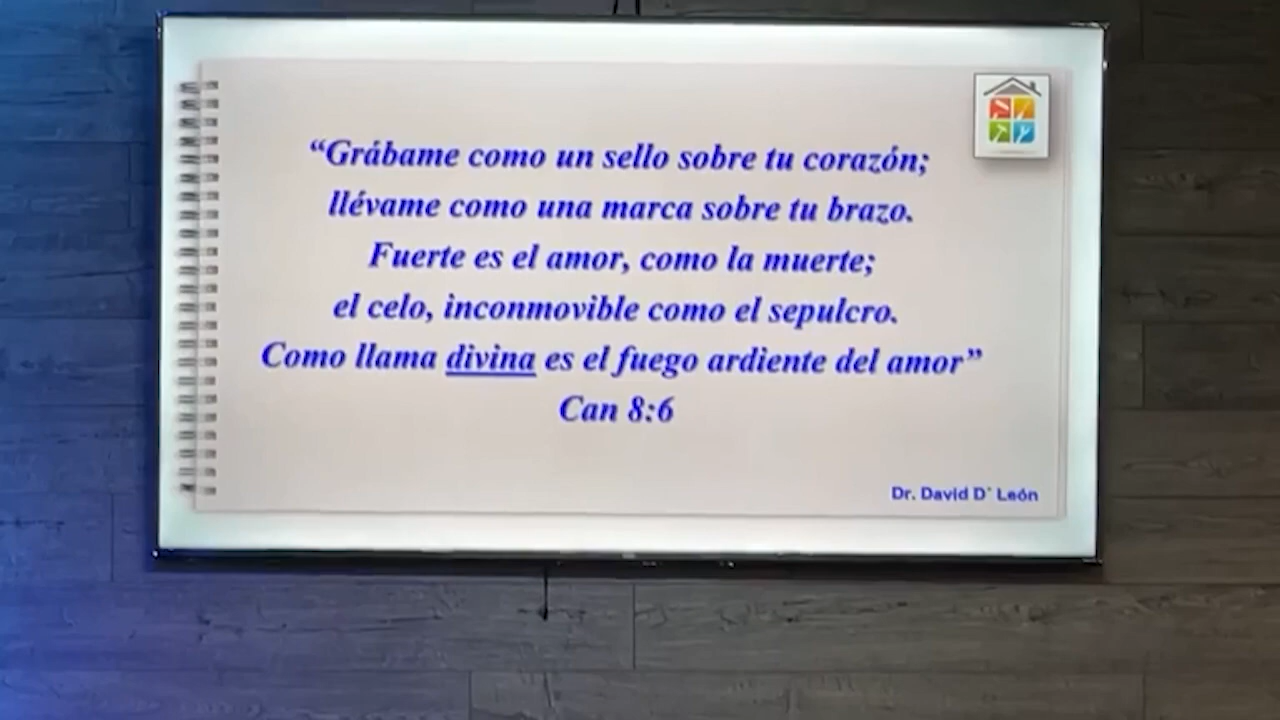 “Grábame como un sello sobre tu corazón;
llévame como una marca sobre tu brazo.
Fuerte es el amor, como la muerte;
el celo, inconmovible como el sepulcro.
Como llama divina es el fuego ardiente del amor”
Can 8:6
Dr. David D´ León